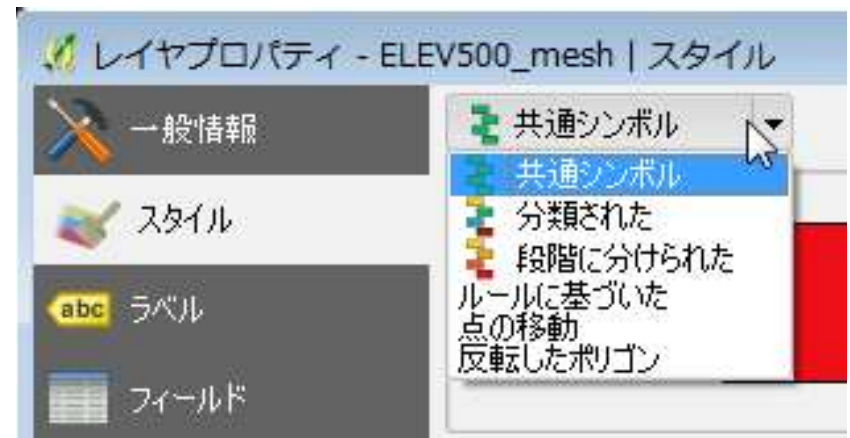 レイヤプロパティ - ELEV500_mesh | スタイル
一般情報
スタイル
abc ラベル
フィールド
共通シンボル
共通シンボル
分類された
段階に分けられた
ルールに基づいた
点の移動
反転したポリゴン